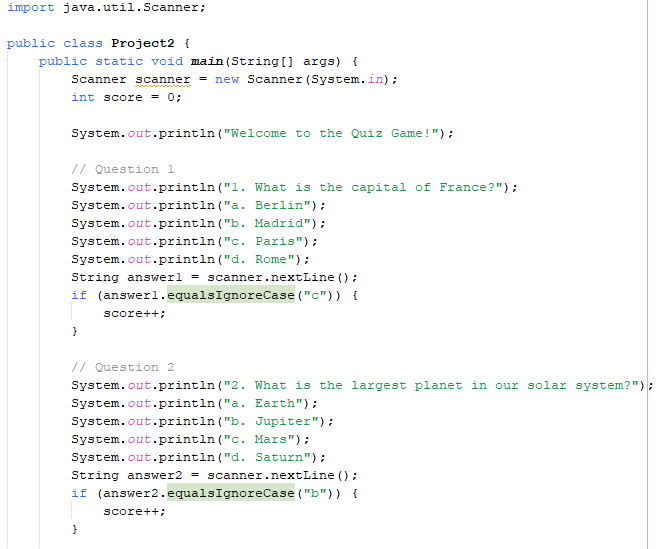 import java.util.Scanner;
public class Project2 {
public static void main(String[] args) {
Scanner scanner = new Scanner(System.in);
int score = 0;
System.out.println("Welcome to the Quiz Game!");
// Question 1
System.out.println("1. What is the capital of France?");
System.out.println("a. Berlin");
System.out.println("b. Madrid");
System.out.println("c. Paris");
System.out.println("d. Rome");
String answer1 = scanner.nextLine();
if (answer1.equalsIgnoreCase("c")) {
score++;
}
// Question 2
System.out.println("2. What is the largest planet in our solar system?");
System.out.println("a. Earth");
System.out.println("b. Jupiter");
System.out.println("c. Mars");
System.out.println("d. Saturn");
String answer2 = scanner.nextLine();
if (answer2.equalsIgnoreCase("b")) {
score++;
}